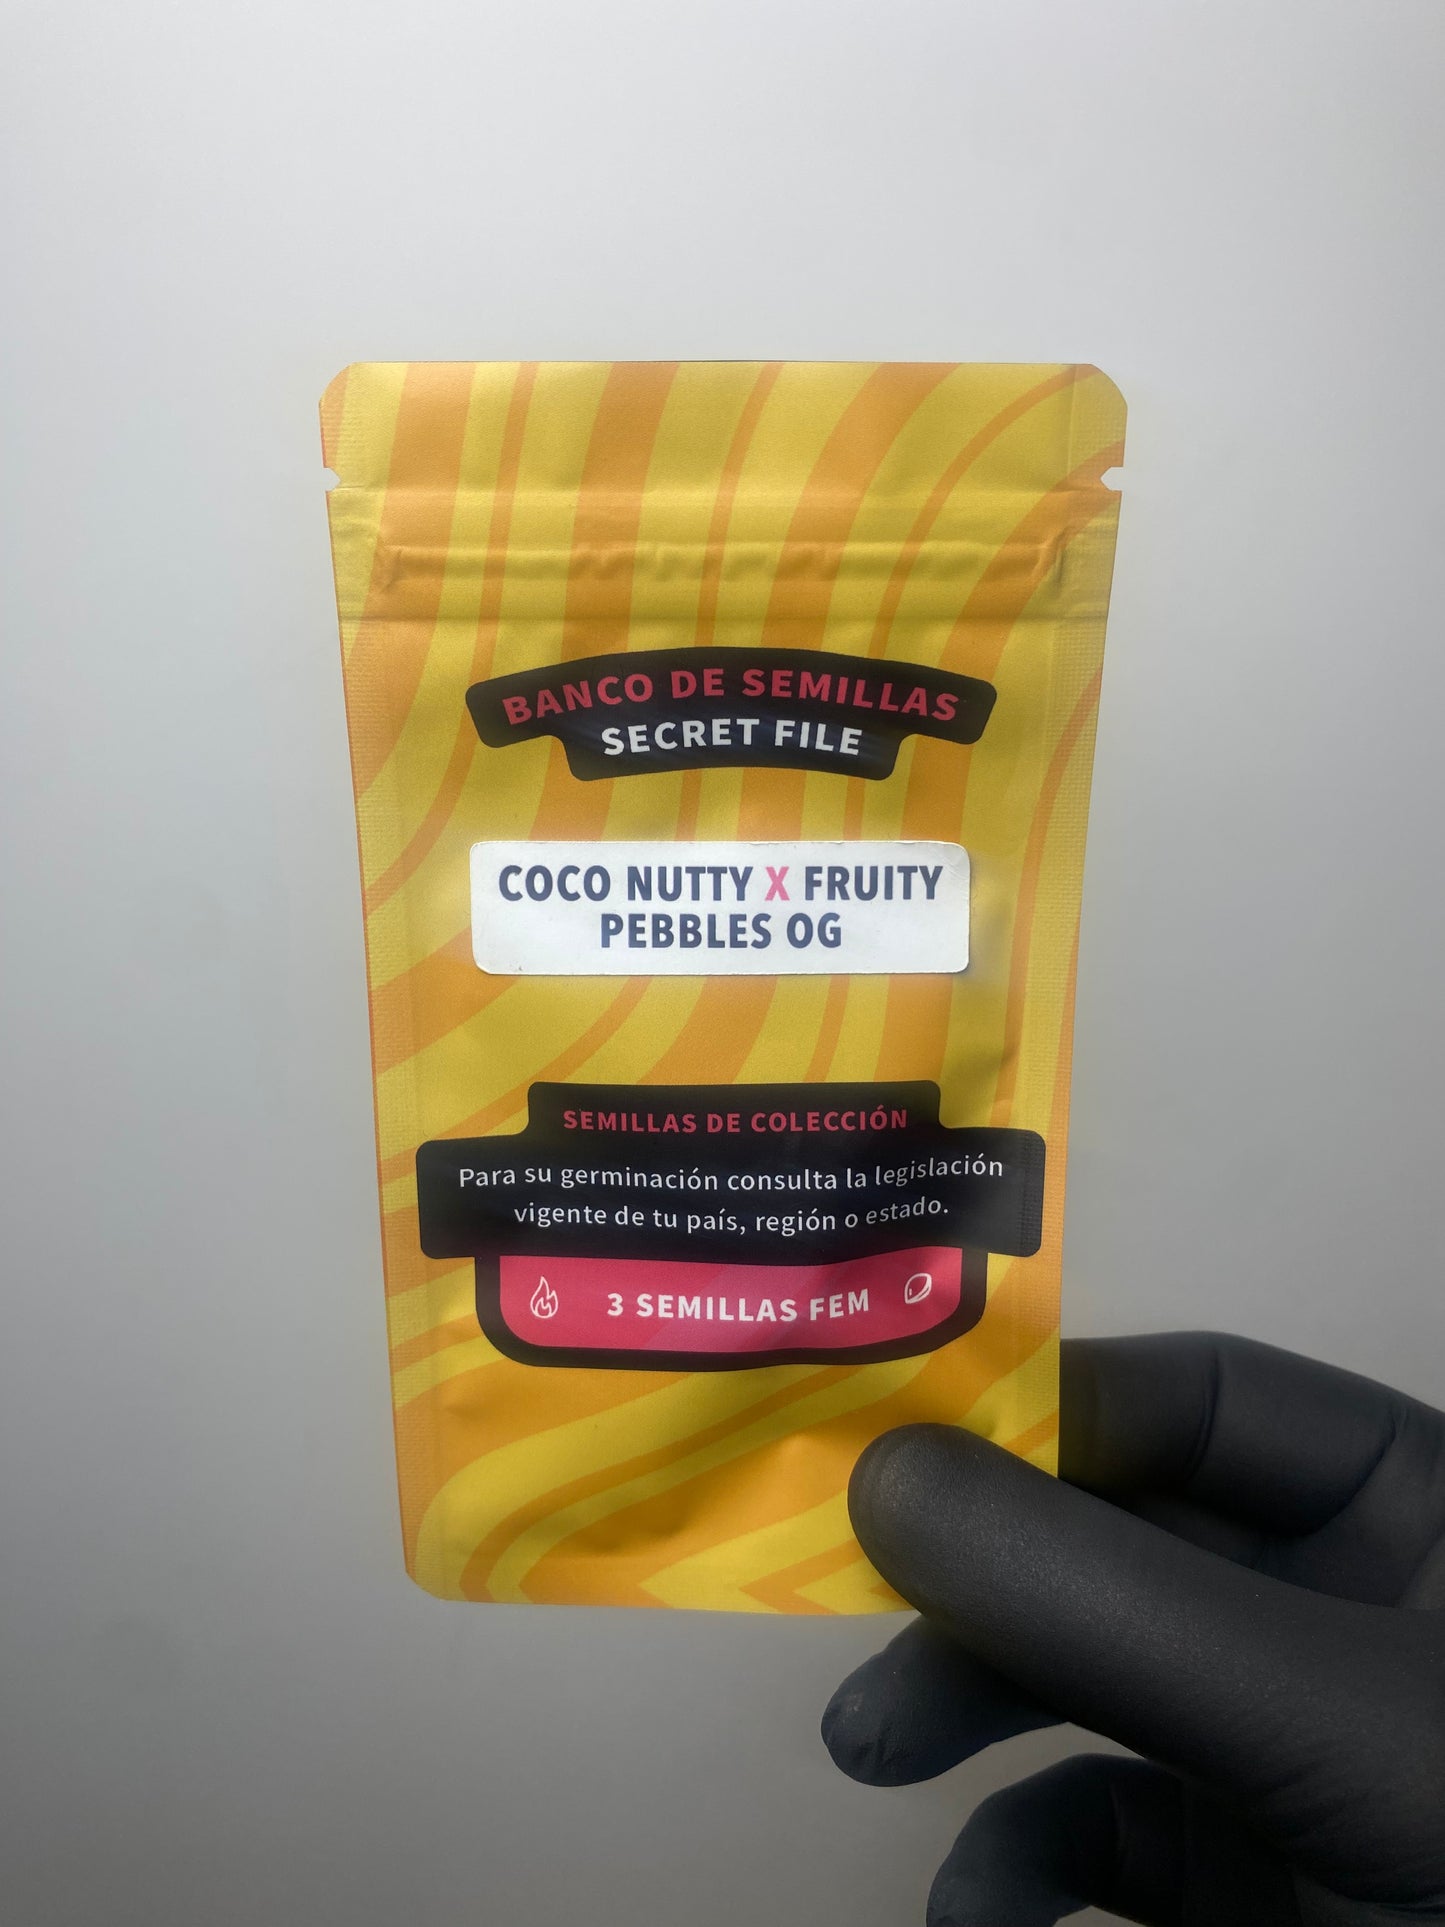 BANCO DE SEMILLAS
SECRET FILE
COCO NUTTY X FRUITY
PEBBLES OG
SEMILLAS DE COLECCIÓN
Para su germinación consulta la legislación
vigente de tu país, región o estado.
3 SEMILLAS FEM